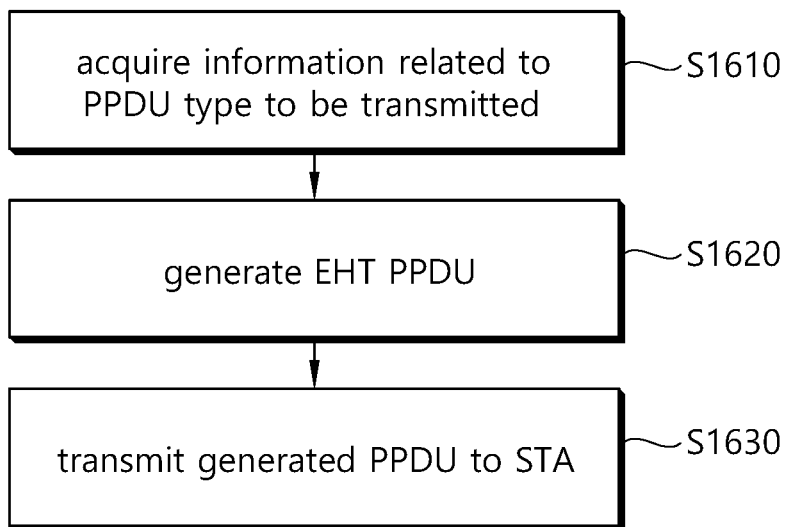 acquire information related to
PPDU type to be transmitted
S1610
generate EHT PPDU
S1620
transmit generated PPDU to STA
S1630